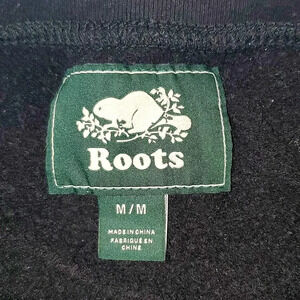 Roots
M/M
MADE IN CHINA
FABRIQUÉ EN
CHINE